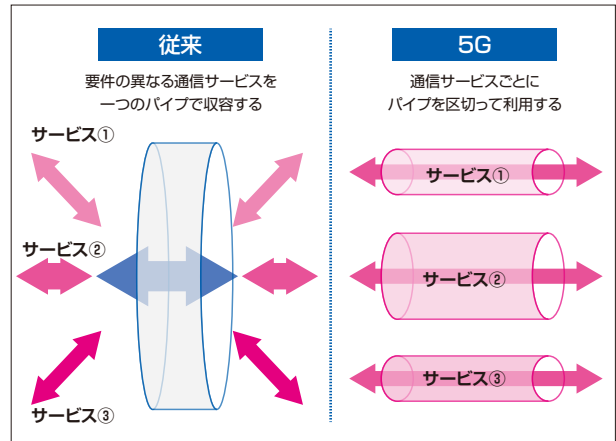 従来
要件の異なる通信サービスを
一つのパイプで収容する
サービス①
サービス②
サービス③
5G
通信サービスごとに
パイプを区切って利用する
サービス①
サービス②
サービス③